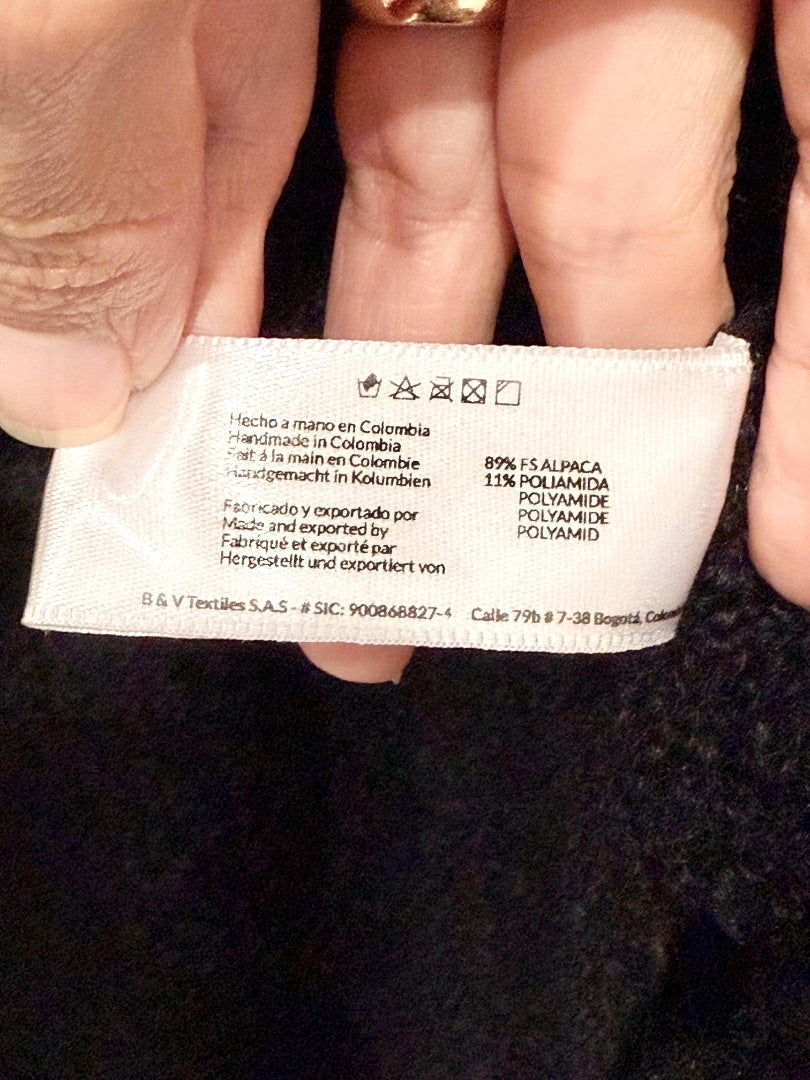 Hecho a mano en Colombia
Handmade in Colombia
Fait à la main en Colombie
Handgemacht in Kolumbien
Fabricado y exportado por
Made and exported by
Fabriqué et exporté par
Hergestellt und exportiert von
89% FS ALPACA
11% POLIAMIDA
POLYAMIDE
POLYAMIDE
POLYAMID
B & V Textiles S.A.S - # SIC: 900868827-4 Calle 79b # 7-38 Bogotá,